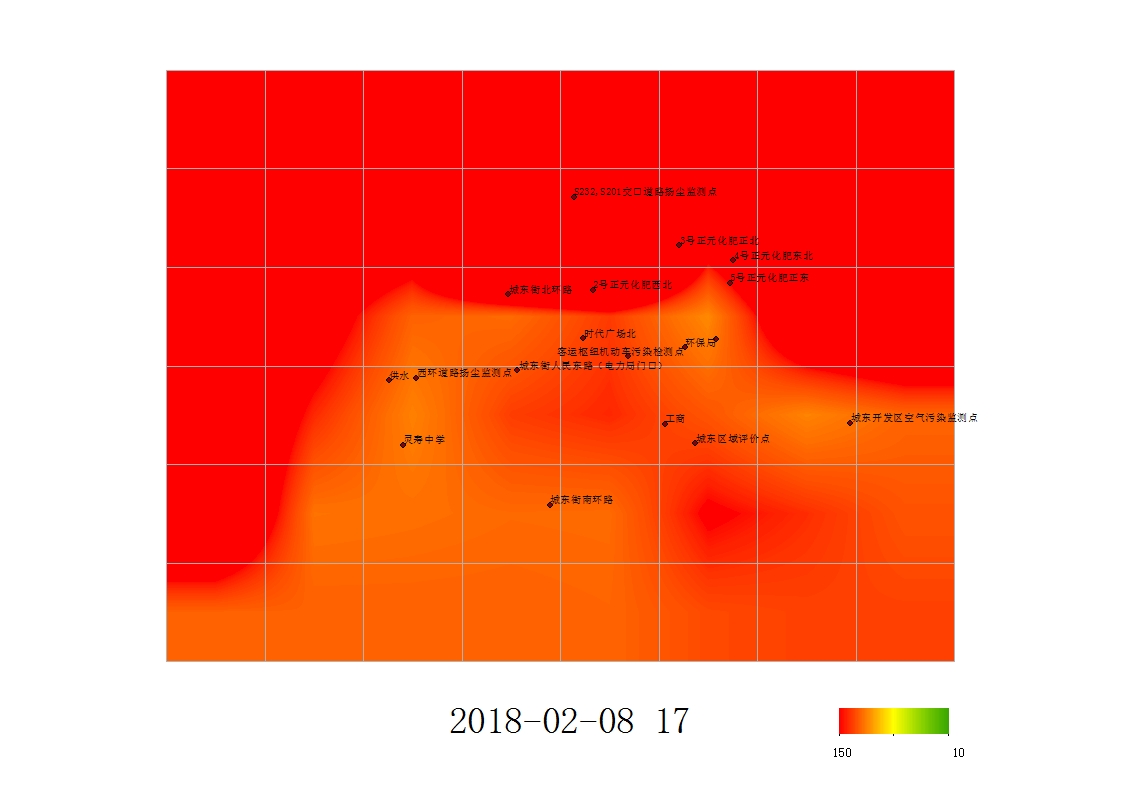 S232,S201交口道路扬尘监测点
3号正元化肥正北
4号正元化肥东北
5号正元化肥正东
2号正元化肥西北
城东街北环路
时代广场北
环保局
客运枢纽机动车污染检测点
城东街人民东路（电力局门口）
西环道路扬尘监测点
供水
城东开发区空气污染监测点
工商
城东区域评价点
灵寿中学
城东街南环路
2018-02-08 17
150
10